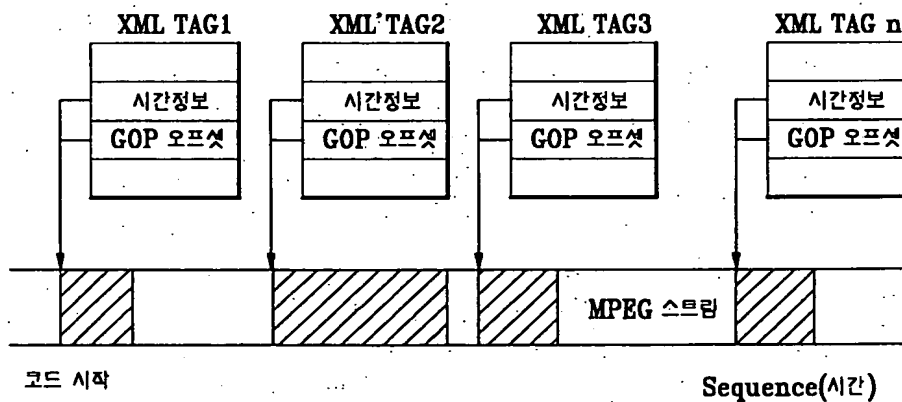 XML TAG1 XML TAG2 XML TAG3 XML TAG n
시간정보 시간정보 시간정보 시간정보
GOP 오프셋 GOP 오프셋 GOP 오프셋 GOP 오프셋
MPEG 스트림
코드 시작 Sequence(시간)